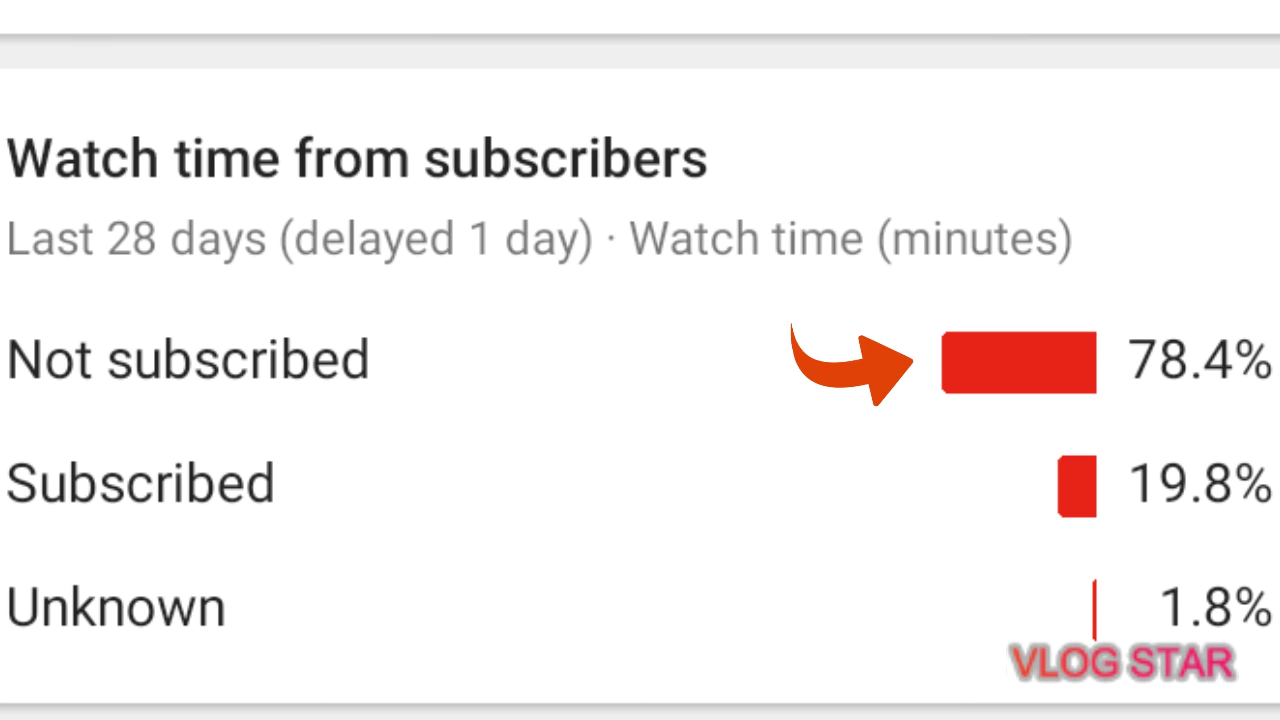 Watch time from subscribers
Last 28 days (delayed 1 day) · Watch time (minutes)
Not subscribed 78.4%
Subscribed 19.8%
Unknown 1.8%
VLOG STAR